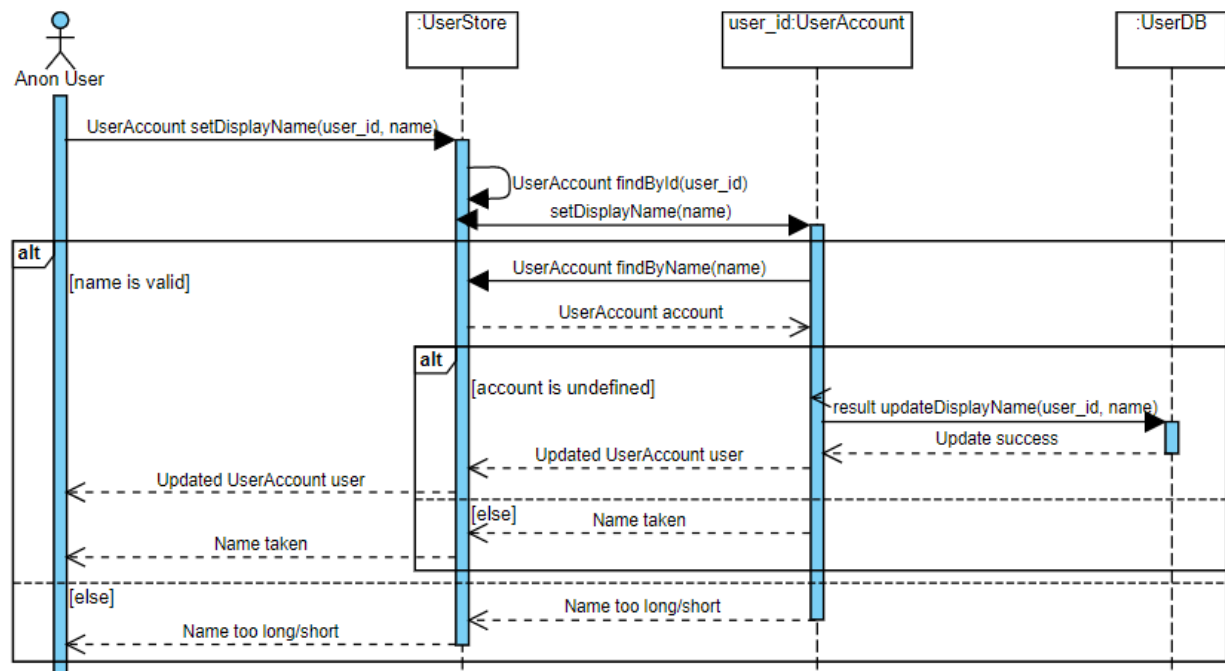 :UserStore
user_id:UserAccount
:UserDB
Anon User
UserAccount setDisplayName(user_id, name)
UserAccount findById(user_id)
setDisplayName(name)
alt
UserAccount findByName(name)
[name is valid]
UserAccount account
alt
[account is undefined]
result updateDisplayName(user_id, name)
Update success
Updated UserAccount user
Updated UserAccount user
[else]
Name taken
Name taken
[else]
Name too long/short
Name too long/short